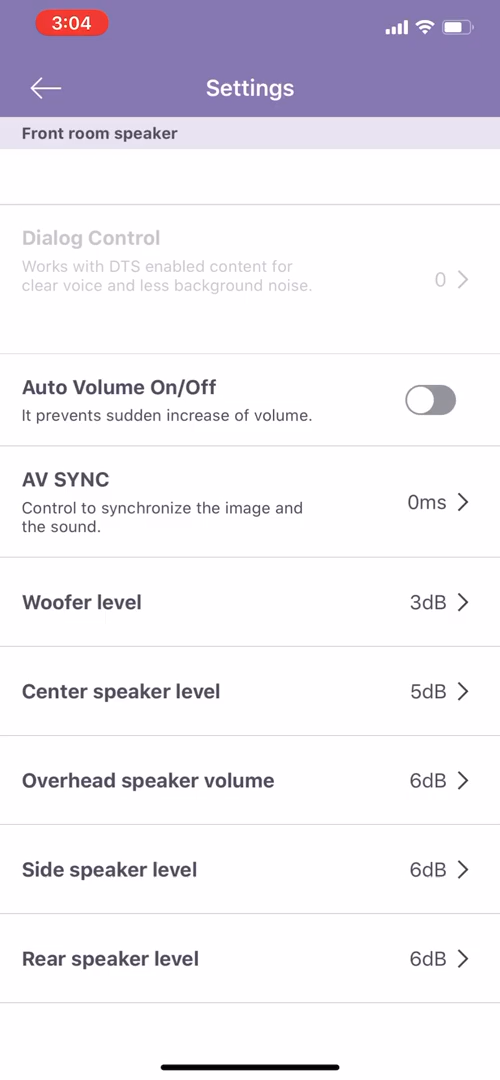 3:04
Settings
Front room speaker
Dialog Control
Works with DTS enabled content for
clear voice and less background noise.
0
Auto Volume On/Off
It prevents sudden increase of volume.
AV SYNC
Control to synchronize the image and
the sound.
0ms
Woofer level 3dB
Center speaker level 5dB
Overhead speaker volume 6dB
Side speaker level 6dB
Rear speaker level 6dB